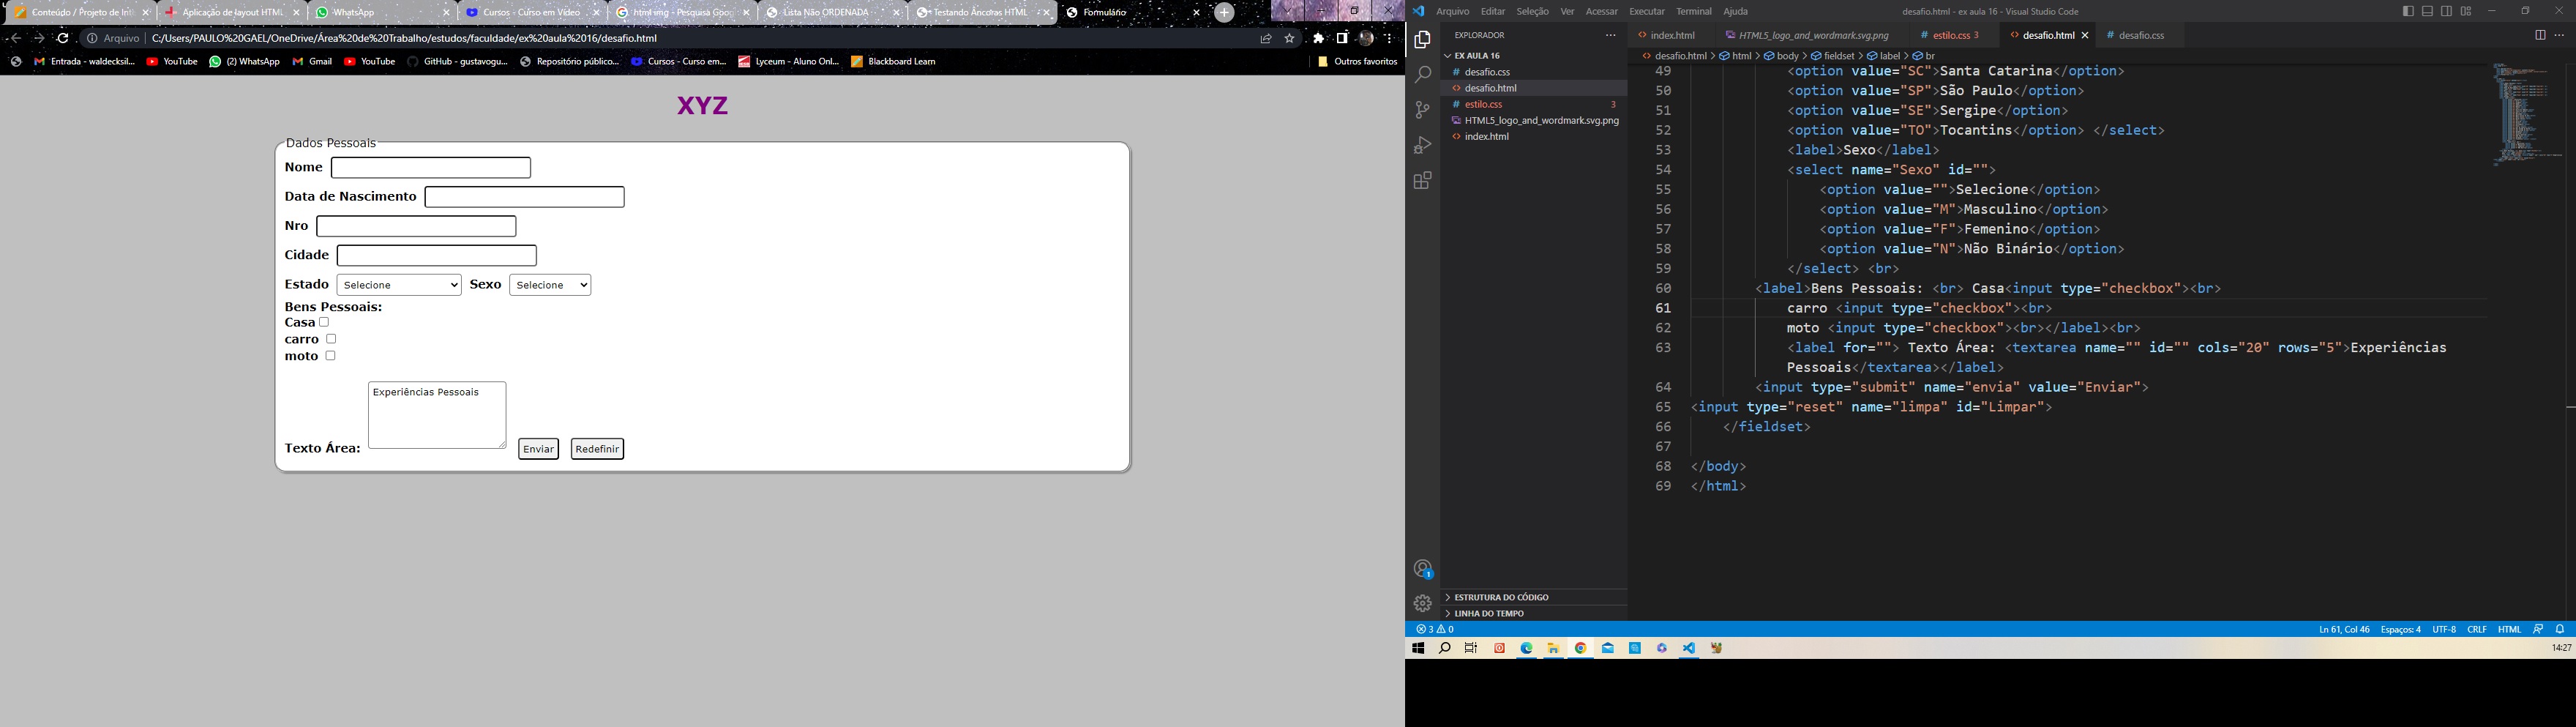 Conteúdo / Projeto de Int
Aplicação de layout HTML
WhatsApp
Cursos - Curso em Vídeo
html img - Pesquisa Goo
Lista Não ORDENADA
Testando Âncoras HTML
Formulário
Arquivo C:/Users/PAULO%20GAEL/OneDrive/Área%20de%20Trabalho/estudos/faculdade/ex%20aula%2016/desafio.html
Entrada - waldecksil...
YouTube
(2) WhatsApp
Gmail
YouTube
GitHub - gustavogu...
Repositório público...
Cursos - Curso em...
Lyceum - Aluno Onl...
Blackboard Learn
Outros favoritos
XYZ
Dados Pessoais
Nome
Data de Nascimento
Nro
Cidade
Estado Selecione Sexo Selecione
Bens Pessoais:
Casa
carro
moto
Experiências Pessoais
Texto Área: Enviar Redefinir
Arquivo Editar Seleção Ver Acessar Executar Terminal Ajuda
desafio.html - ex aula 16 - Visual Studio Code
EXPLORADOR
EX AULA 16
desafio.css
desafio.html
estilo.css 3
HTML5_logo_and_wordmark.svg.png
index.html
ESTRUTURA DO CÓDIGO
LINHA DO TEMPO
index.html HTML5_logo_and_wordmark.svg.png estilo.css 3 desafio.html desafio.css
desafio.html > html > body > fieldset > label > br
49 <option value="SC">Santa Catarina</option>
50 <option value="SP">São Paulo</option>
51 <option value="SE">Sergipe</option>
52 <option value="TO">Tocantins</option> </select>
53 <label>Sexo</label>
54 <select name="Sexo" id="">
55 <option value="">Selecione</option>
56 <option value="M">Masculino</option>
57 <option value="F">Femenino</option>
58 <option value="N">Não Binário</option>
59 </select> <br>
60 <label>Bens Pessoais: <br> Casa<input type="checkbox"><br>
61 carro <input type="checkbox"><br>
62 moto <input type="checkbox"><br></label><br>
63 <label for=""> Texto Área: <textarea name="" id="" cols="20" rows="5">Experiências
Pessoais</textarea></label>
64 <input type="submit" name="envia" value="Enviar">
65 <input type="reset" name="limpa" id="Limpar">
66 </fieldset>
67
68 </body>
69 </html>
1
3 0
Ln 61, Col 46 Espaços: 4 UTF-8 CRLF HTML
14:27